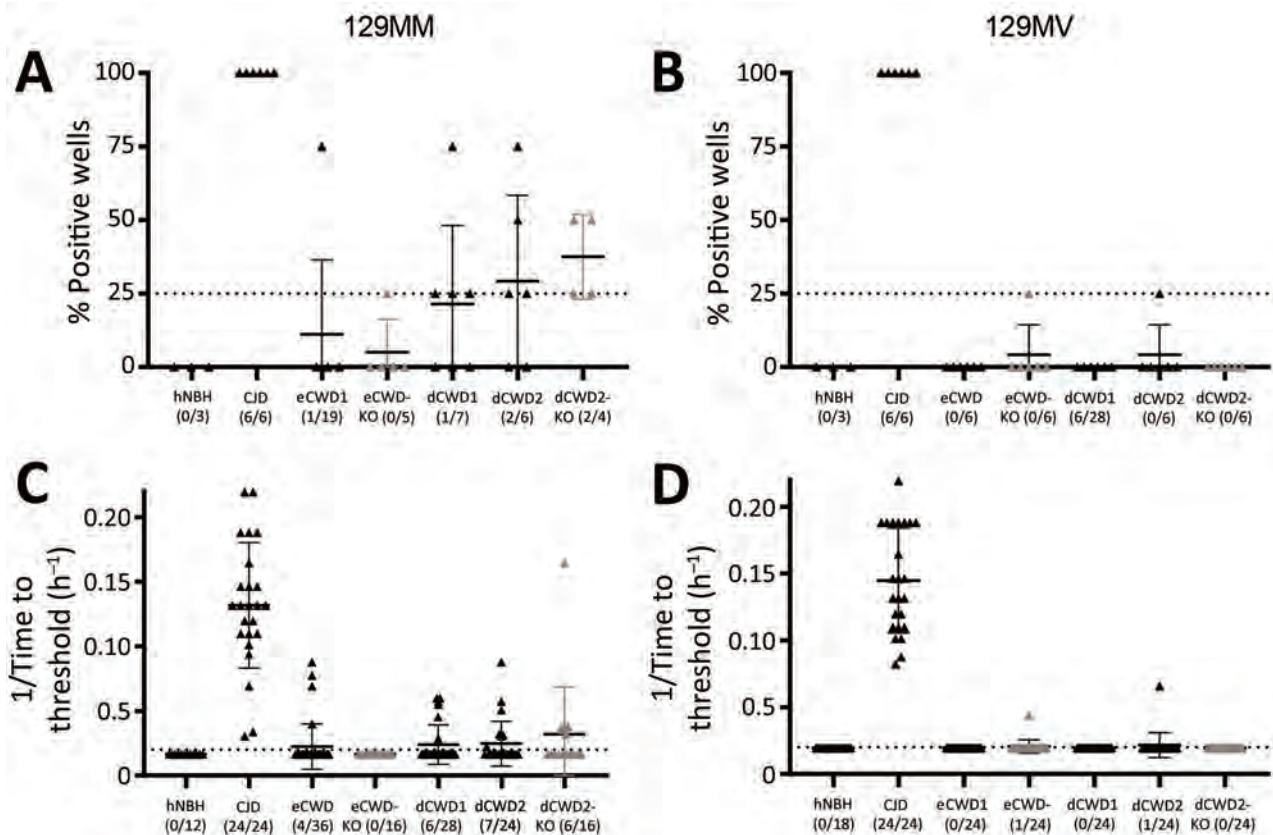 129MM
129MV
A
% Positive wells
100
75
50
25
0
hNBH
(0/3)
CJD
(6/6)
eCWD1
(1/19)
eCWD-
KO (0/5)
dCWD1
(1/7)
dCWD2
(2/6)
dCWD2-
KO (2/4)
B
% Positive wells
100
75
50
25
0
hNBH
(0/3)
CJD
(6/6)
eCWD
(0/6)
eCWD-
KO (0/6)
dCWD1
(6/28)
dCWD2
(0/6)
dCWD2-
KO (0/6)
C
1/Time to
threshold (h⁻¹)
0.20
0.15
0.10
0.5
0
hNBH
(0/12)
CJD
(24/24)
eCWD
(4/36)
eCWD-
KO (0/16)
dCWD1
(6/28)
dCWD2
(7/24)
dCWD2-
KO (6/16)
D
1/Time to
threshold (h⁻¹)
0.20
0.15
0.10
0.5
0
hNBH
(0/18)
CJD
(24/24)
eCWD1
(0/24)
eCWD-
(1/24)
dCWD1
(0/24)
dCWD2
(1/24)
dCWD2-
KO (0/24)